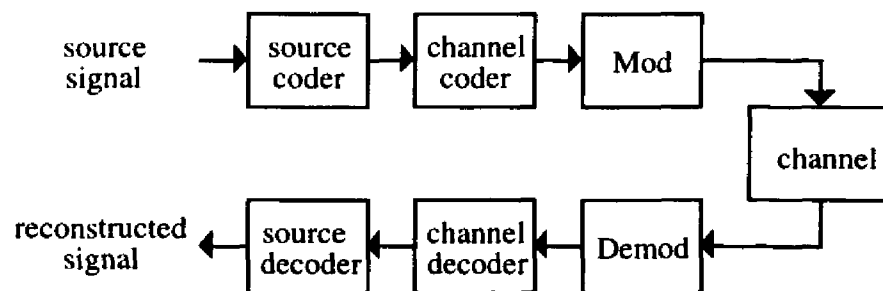 source
signal
source
coder
channel
coder
Mod
channel
reconstructed
signal
source
decoder
channel
decoder
Demod